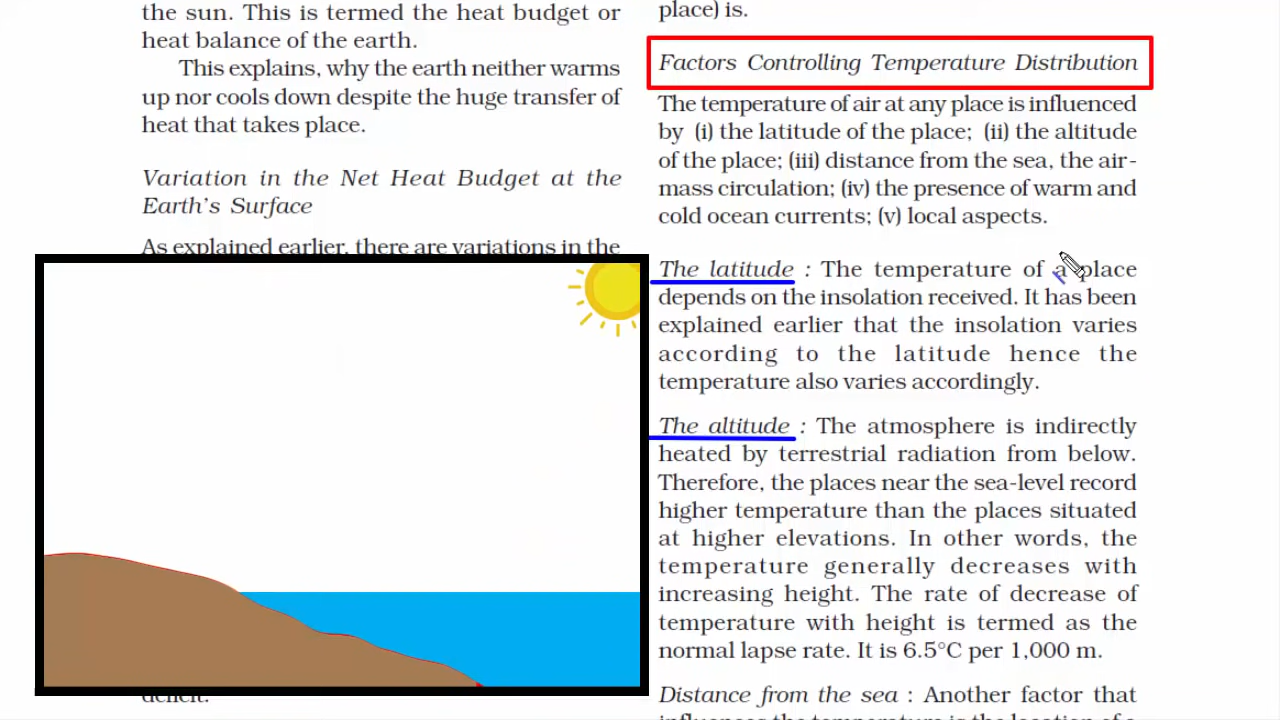 the sun. This is termed the heat budget or
heat balance of the earth.
This explains, why the earth neither warms
up nor cools down despite the huge transfer of
heat that takes place.
Variation in the Net Heat Budget at the
Earth's Surface
As explained earlier, there are variations in the
deficit.
place) is.
Factors Controlling Temperature Distribution
The temperature of air at any place is influenced
by (i) the latitude of the place; (ii) the altitude
of the place; (iii) distance from the sea, the air-
mass circulation; (iv) the presence of warm and
cold ocean currents; (v) local aspects.
The latitude : The temperature of a place
depends on the insolation received. It has been
explained earlier that the insolation varies
according to the latitude hence the
temperature also varies accordingly.
The altitude : The atmosphere is indirectly
heated by terrestrial radiation from below.
Therefore, the places near the sea-level record
higher temperature than the places situated
at higher elevations. In other words, the
temperature generally decreases with
increasing height. The rate of decrease of
temperature with height is termed as the
normal lapse rate. It is 6.5°C per 1,000 m.
Distance from the sea : Another factor that
influences the temperature is the location of a